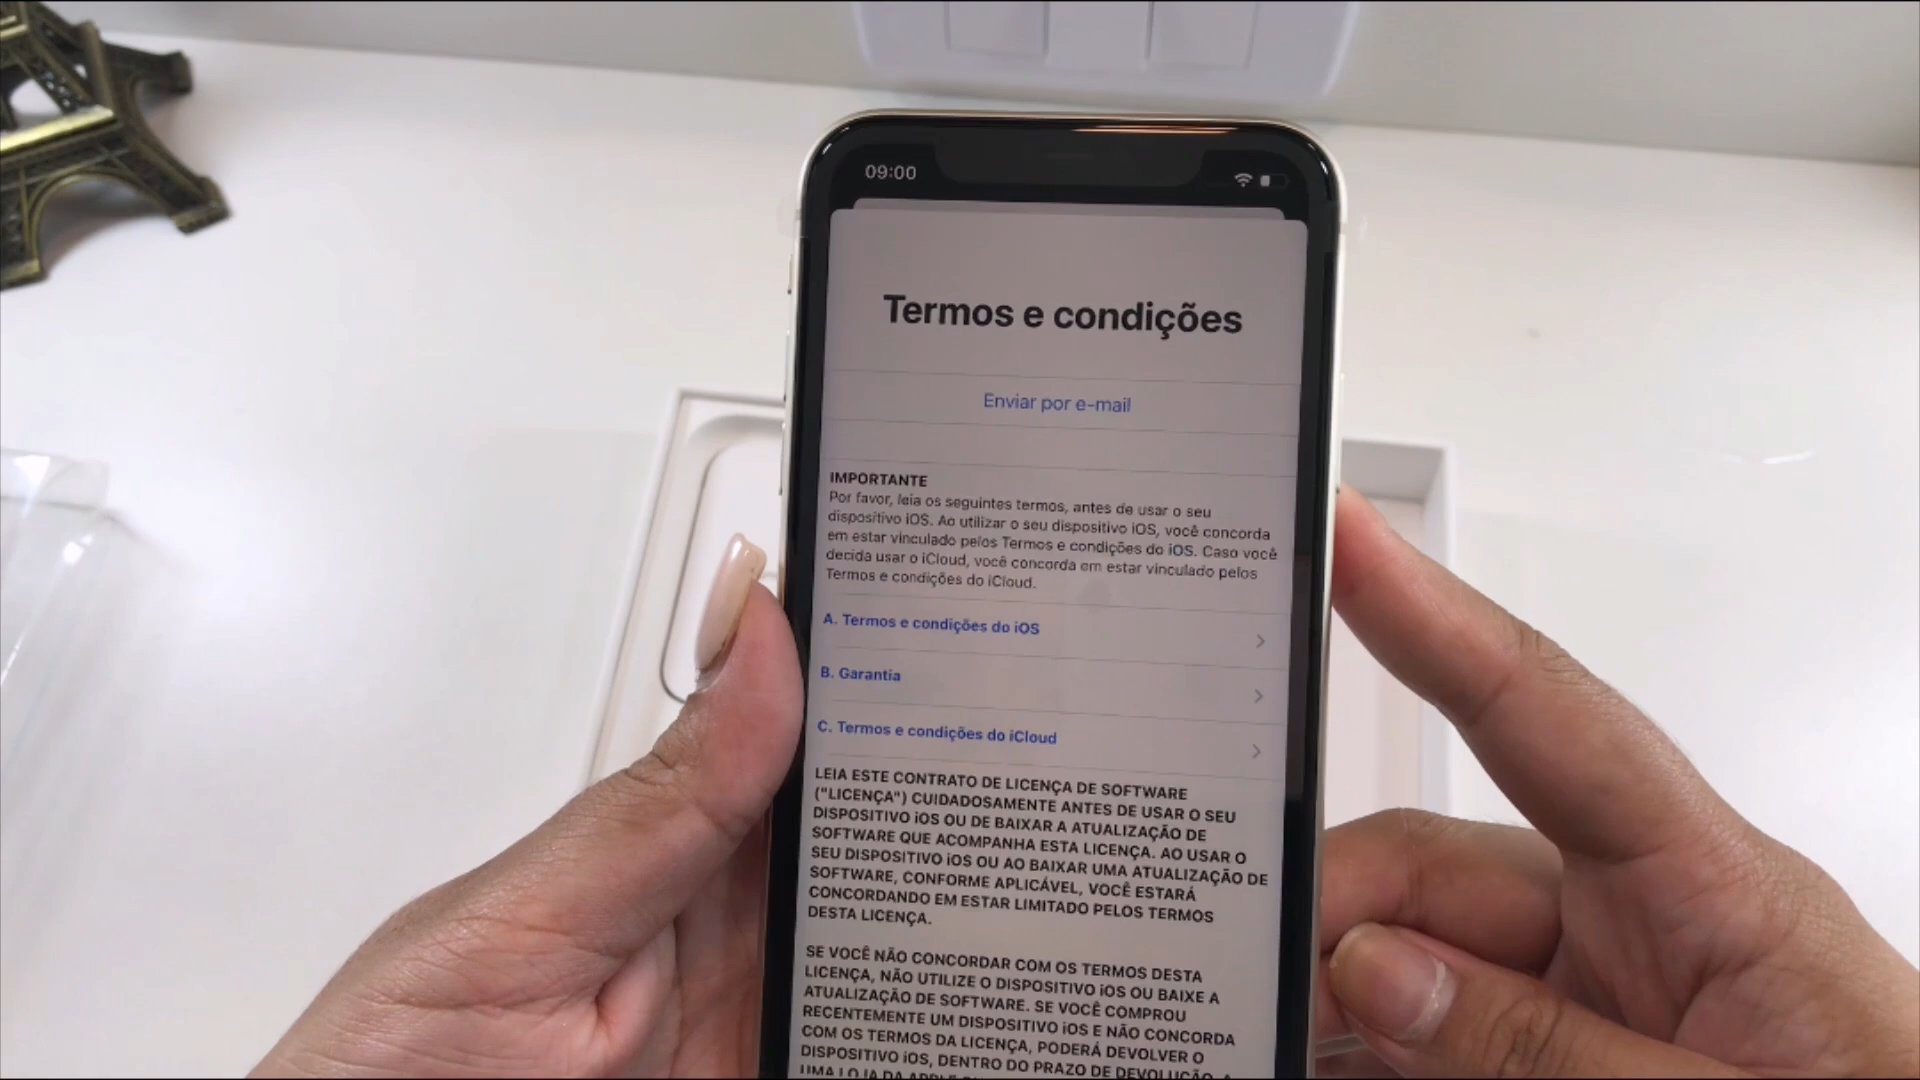 09:00
Termos e condições
Enviar por e-mail
IMPORTANTE
Por favor, leia os seguintes termos, antes de usar o seu
dispositivo iOS. Ao utilizar o seu dispositivo iOS, você concorda
em estar vinculado pelos Termos e condições do iOS. Caso você
decida usar o iCloud, você concorda em estar vinculado pelos
Termos e condições do iCloud.
A. Termos e condições do iOS
B. Garantia
C. Termos e condições do iCloud
LEIA ESTE CONTRATO DE LICENÇA DE SOFTWARE
("LICENÇA") CUIDADOSAMENTE ANTES DE USAR O SEU
DISPOSITIVO iOS OU DE BAIXAR A ATUALIZAÇÃO DE
SOFTWARE QUE ACOMPANHA ESTA LICENÇA. AO USAR O
SEU DISPOSITIVO iOS OU AO BAIXAR UMA ATUALIZAÇÃO DE
SOFTWARE, CONFORME APLICÁVEL, VOCÊ ESTARÁ
CONCORDANDO EM ESTAR LIMITADO PELOS TERMOS
DESTA LICENÇA.
SE VOCÊ NÃO CONCORDAR COM OS TERMOS DESTA
LICENÇA, NÃO UTILIZE O DISPOSITIVO iOS OU BAIXE A
ATUALIZAÇÃO DE SOFTWARE. SE VOCÊ COMPROU
RECENTEMENTE UM DISPOSITIVO iOS E NÃO CONCORDA
COM OS TERMOS DA LICENÇA, PODERÁ DEVOLVER O
DISPOSITIVO iOS, DENTRO DO PRAZO DE DEVOLUÇÃO, A
UMA LOJA DA APPLE